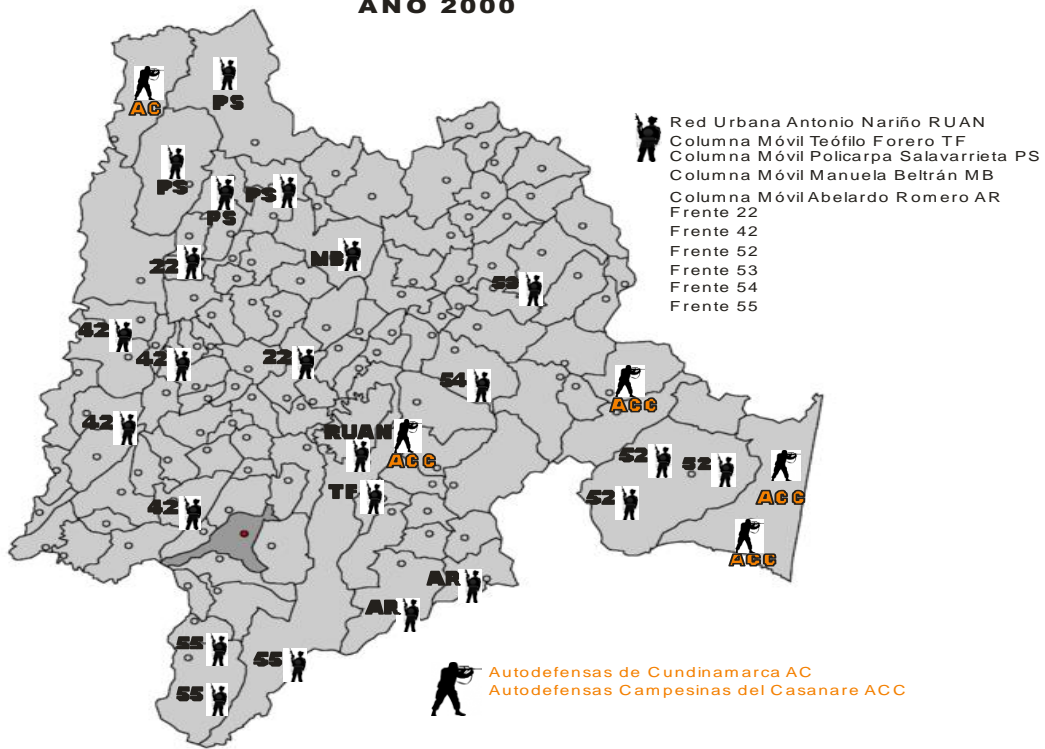 AÑO 2000
AC
PS
PS
PS
PS
22
MB
53
42
42
22
54
ACC
42
RUAN
ACC
52
52
52
ACC
TF
42
ACC
AR
AR
55
55
55
Red Urbana Antonio Nariño RUAN
Columna Móvil Teófilo Forero TF
Columna Móvil Policarpa Salavarrieta PS
Columna Móvil Manuela Beltrán MB
Columna Móvil Abelardo Romero AR
Frente 22
Frente 42
Frente 52
Frente 53
Frente 54
Frente 55
Autodefensas de Cundinamarca AC
Autodefensas Campesinas del Casanare ACC